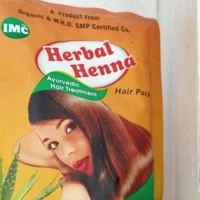 A Product From
Organic & W.H.O. GMP Certified Co.
IMC
Herbal
Henna
Ayurvedic
Hair Treatment
Hair Pack